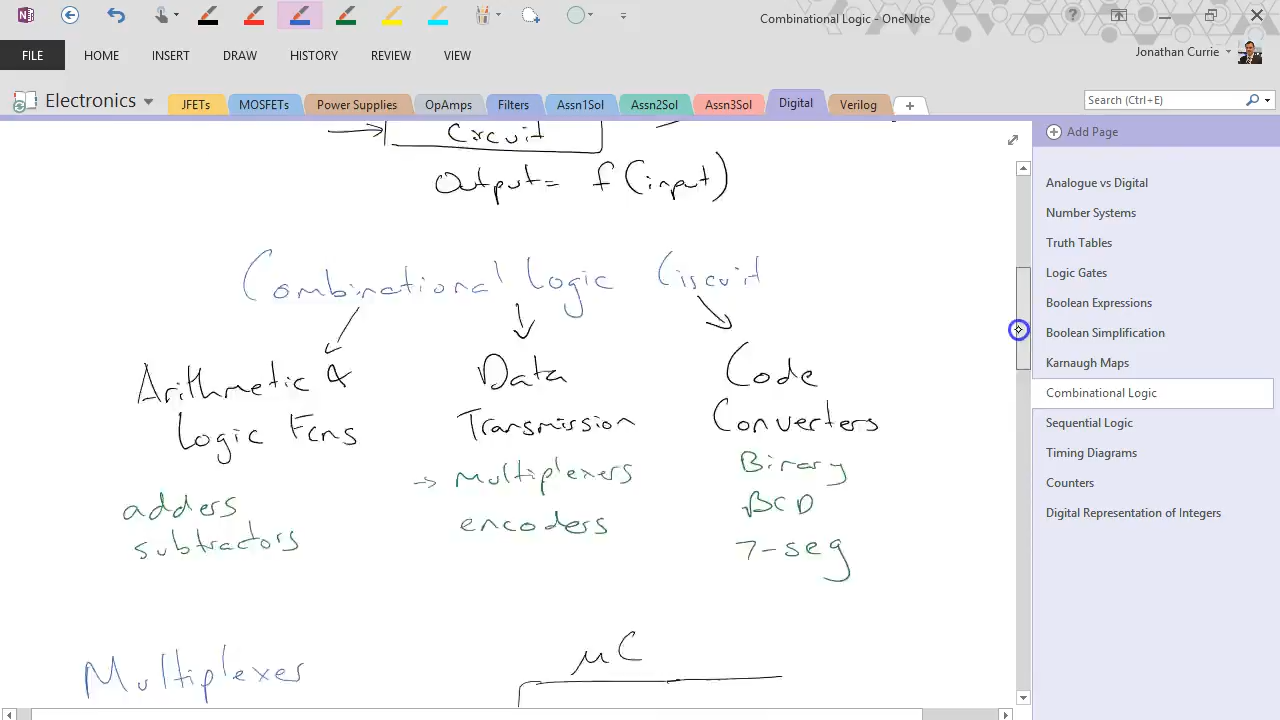 Combinational Logic - OneNote
?
FILE
HOME
INSERT
DRAW
HISTORY
REVIEW
VIEW
Jonathan Currie
Electronics
JFETs
MOSFETs
Power Supplies
OpAmps
Filters
Assn1Sol
Assn2Sol
Assn3Sol
Digital
Verilog
+
Search (Ctrl+E)
Circuit
Output = f(input)
Combinational Logic Circuit
Arithmetic &
Logic Fcns
adders
subtractors
Data
Transmission
→ multiplexers
encoders
Code
Converters
Binary
BCD
7-seg
Multiplexer
μC
Add Page
Analogue vs Digital
Number Systems
Truth Tables
Logic Gates
Boolean Expressions
Boolean Simplification
Karnaugh Maps
Combinational Logic
Sequential Logic
Timing Diagrams
Counters
Digital Representation of Integers